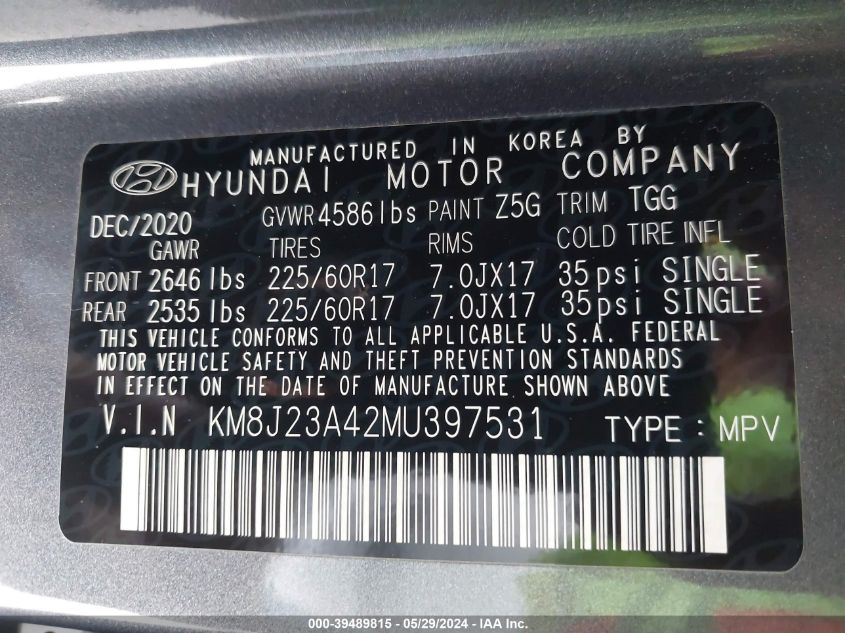 MANUFACTURED IN KOREA BY
HYUNDAI MOTOR COMPANY
DEC/2020 GVWR 4586 lbs PAINT Z5G TRIM TGG
GAWR TIRES RIMS COLD TIRE INFL
FRONT 2646 lbs 225/60R17 7.0JX17 35psi SINGLE
REAR 2535 lbs 225/60R17 7.0JX17 35psi SINGLE
THIS VEHICLE CONFORMS TO ALL APPLICABLE U.S.A. FEDERAL
MOTOR VEHICLE SAFETY AND THEFT PREVENTION STANDARDS
IN EFFECT ON THE DATE OF MANUFACTURE SHOWN ABOVE
V.I.N KM8J23A42MU397531 TYPE : MPV
000-39489815 - 05/29/2024 - IAA Inc.